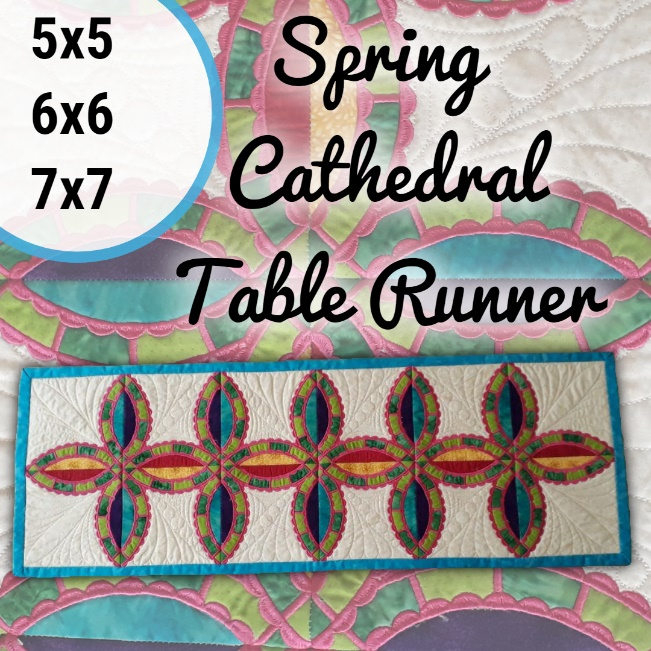 5x5
6x6
7x7
Spring
Cathedral
Table Runner